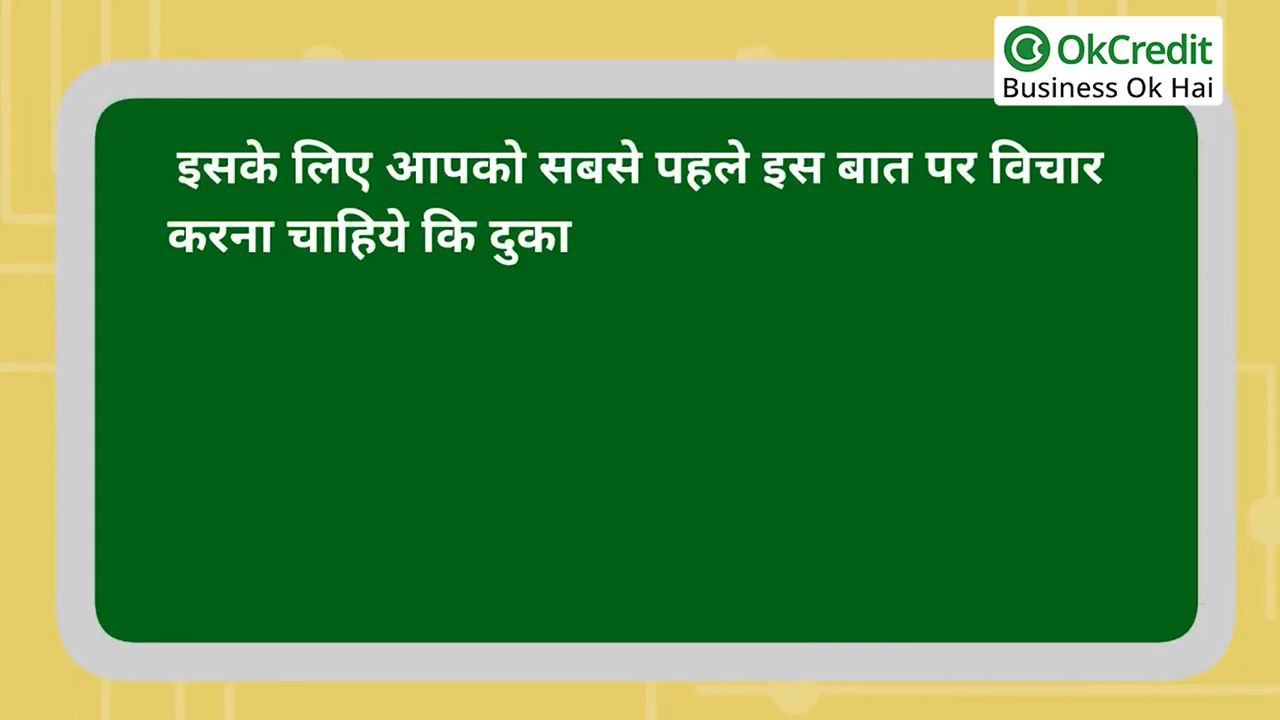 OkCredit
Business Ok Hai
इसके लिए आपको सबसे पहले इस बात पर विचार
करना चाहिये कि दुका